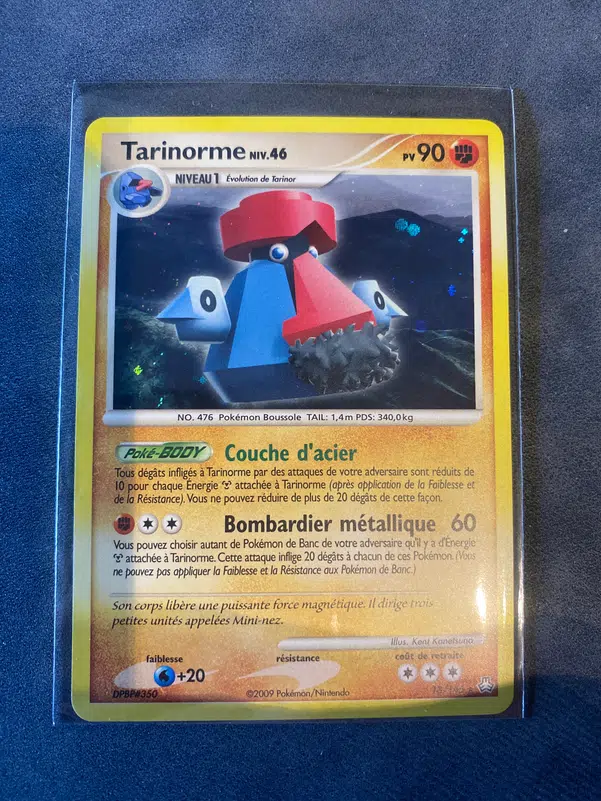 Tarinorme NIV.46 PV 90
NIVEAU 1 Évolution de Tarinor
NO. 476 Pokémon Boussole TAIL: 1,4m PDS: 340,0kg
Poké-BODY Couche d'acier
Tous dégâts infligés à Tarinorme par des attaques de votre adversaire sont réduits de
10 pour chaque Énergie attachée à Tarinorme (après application de la Faiblesse et
de la Résistance). Vous ne pouvez réduire de plus de 20 dégâts de cette façon.
Bombardier métallique 60
Vous pouvez choisir autant de Pokémon de Banc de votre adversaire qu'il y a d'Énergie
attachée à Tarinorme. Cette attaque inflige 20 dégâts à chacun de ces Pokémon. (Vous
ne pouvez pas appliquer la Faiblesse et la Résistance aux Pokémon de Banc.)
Son corps libère une puissante force magnétique. Il dirige trois
petites unités appelées Mini-nez.
Illus. Kent Kanetsuna
faiblesse résistance coût de retraite
+20
DPBP#350 ©2009 Pokémon/Nintendo